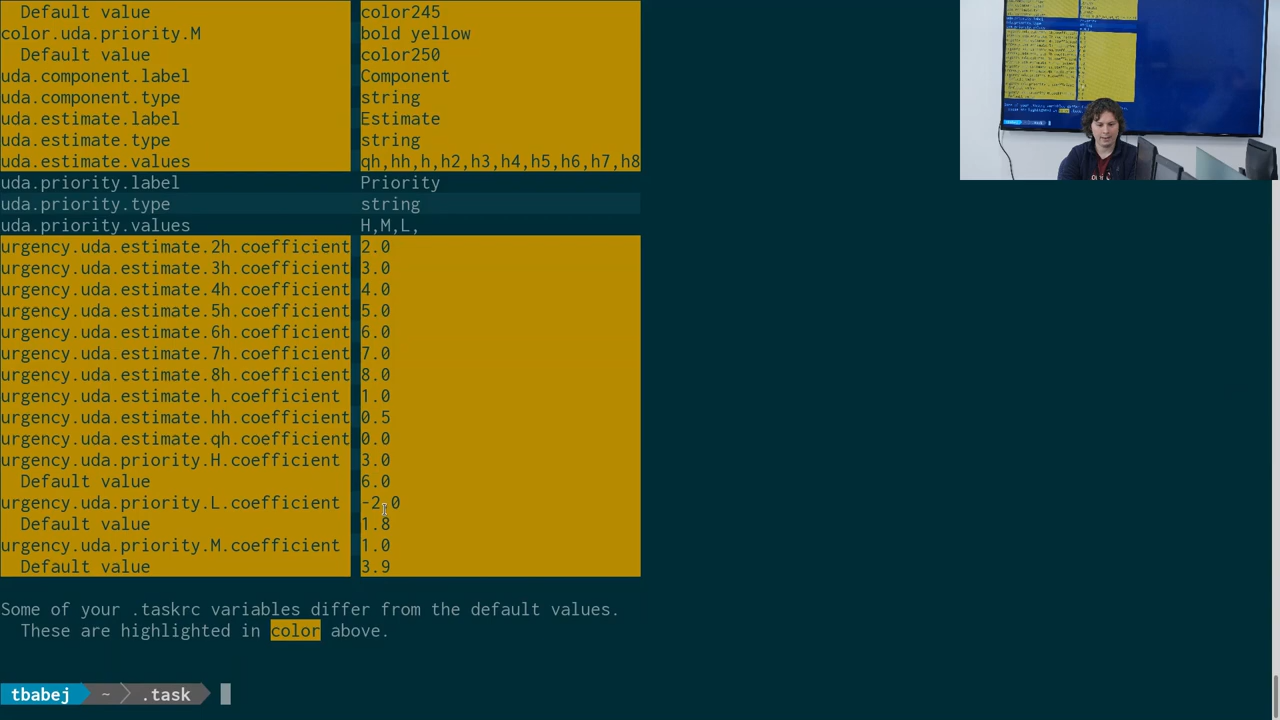 Default value                      color245
color.uda.priority.M                bold yellow
  Default value                      color250
uda.component.label                 Component
uda.component.type                  string
uda.estimate.label                  Estimate
uda.estimate.type                   string
uda.estimate.values                 qh,hh,h,h2,h3,h4,h5,h6,h7,h8
uda.priority.label                  Priority
uda.priority.type                   string
uda.priority.values                 H,M,L,
urgency.uda.estimate.2h.coefficient 2.0
urgency.uda.estimate.3h.coefficient 3.0
urgency.uda.estimate.4h.coefficient 4.0
urgency.uda.estimate.5h.coefficient 5.0
urgency.uda.estimate.6h.coefficient 6.0
urgency.uda.estimate.7h.coefficient 7.0
urgency.uda.estimate.8h.coefficient 8.0
urgency.uda.estimate.h.coefficient  1.0
urgency.uda.estimate.hh.coefficient 0.5
urgency.uda.estimate.qh.coefficient 0.0
urgency.uda.priority.H.coefficient  3.0
  Default value                     6.0
urgency.uda.priority.L.coefficient  -2.0
  Default value                     1.8
urgency.uda.priority.M.coefficient  1.0
  Default value                     3.9
Some of your .taskrc variables differ from the default values.
  These are highlighted in color above.
tbabej ~ .task